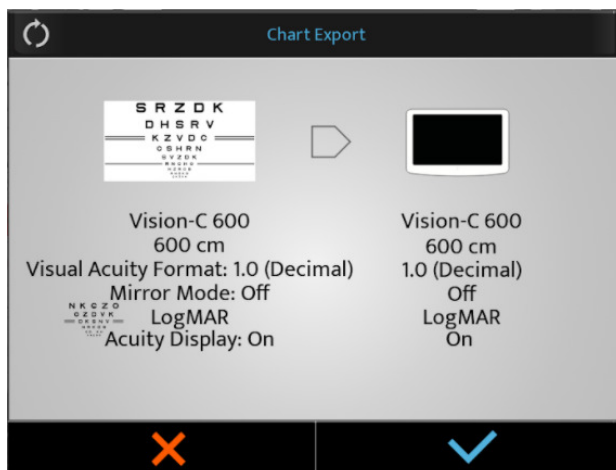 Chart Export
S R Z D K
D H S R V
K Z V D C
C S H R N
S V Z D K
Vision-C 600
600 cm
Visual Acuity Format: 1.0 (Decimal)
Mirror Mode: Off
LogMAR
Acuity Display: On
N K C Z O
C Z D V K
Vision-C 600
600 cm
1.0 (Decimal)
Off
LogMAR
On